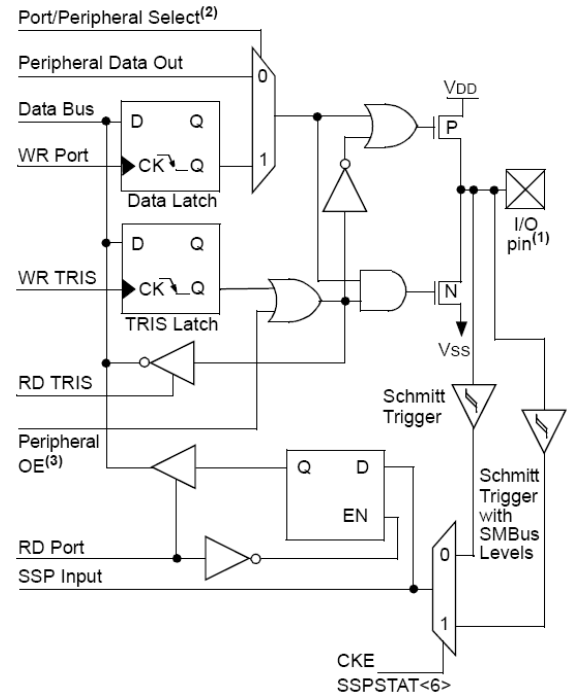 Port/Peripheral Select(2)
Peripheral Data Out
0
VDD
Data Bus
D Q
P
WR Port
CK Q
1
Data Latch
I/O
pin(1)
D Q
WR TRIS
CK Q
N
TRIS Latch
VSS
RD TRIS
Schmitt
Trigger
Peripheral
OE(3)
Q D
Schmitt
Trigger
with
SMBus
Levels
EN
RD Port
0
SSP Input
1
CKE
SSPSTAT<6>